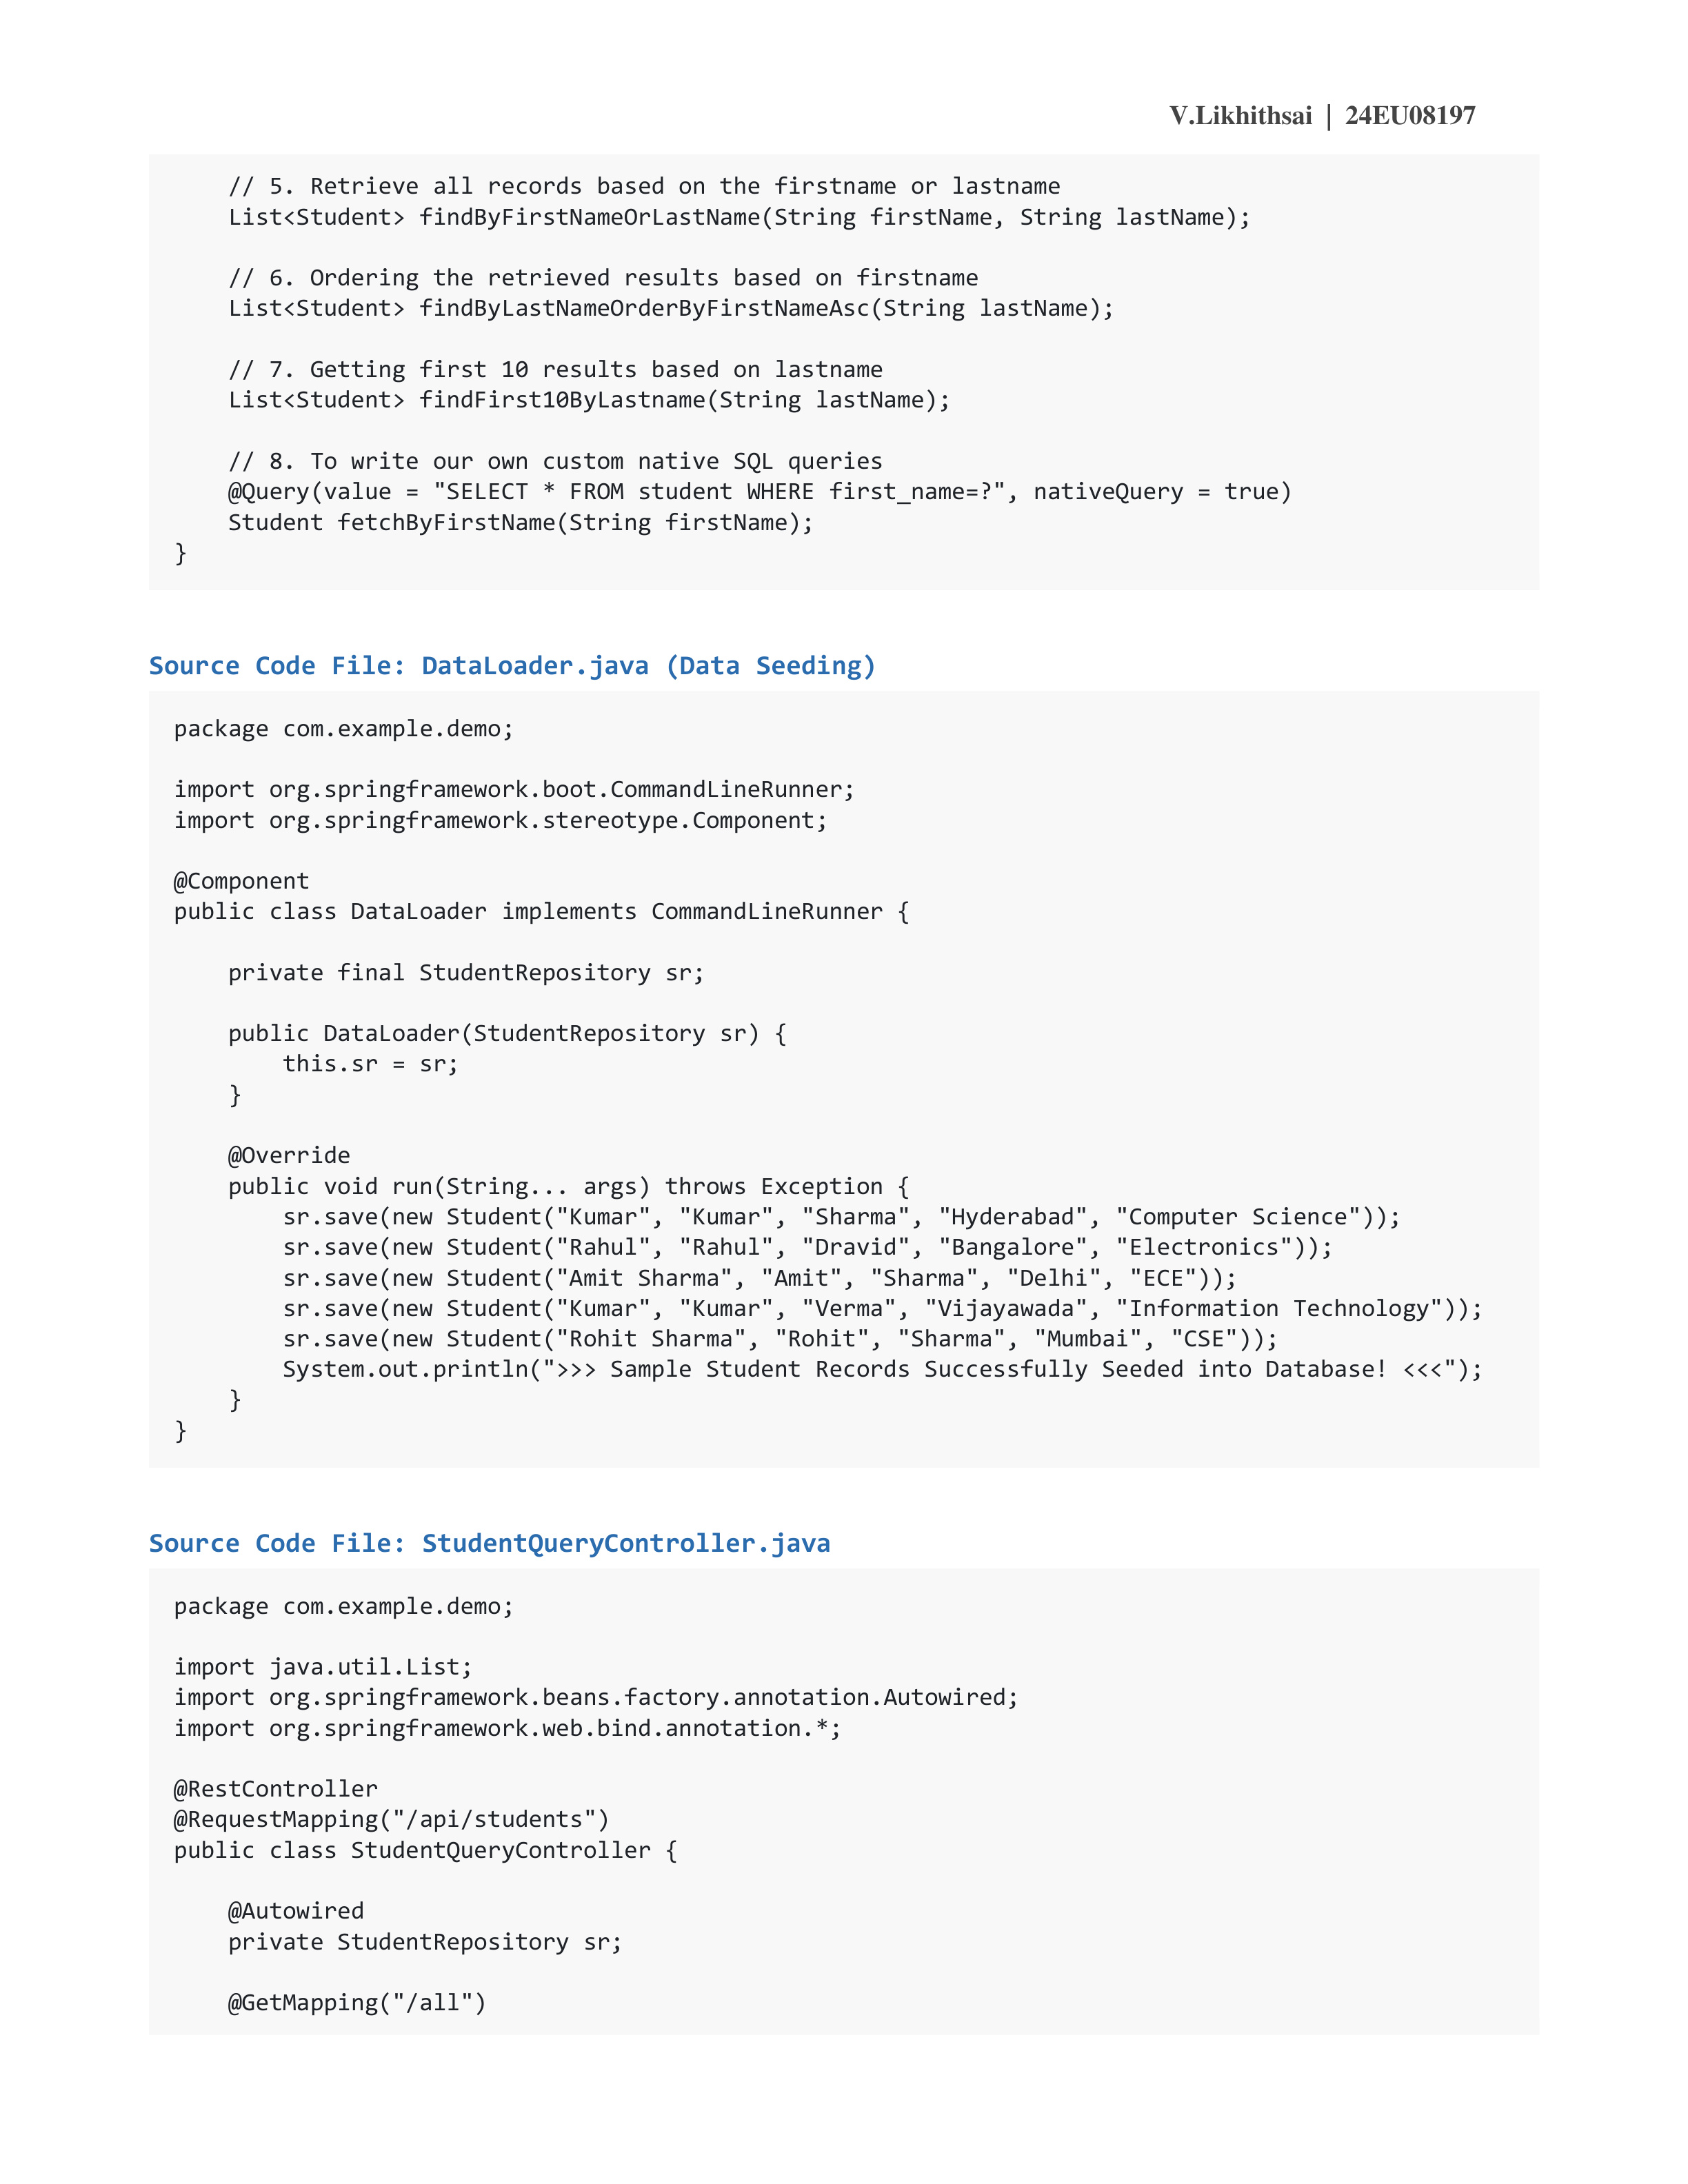 V.Likhithsai | 24EU08197
// 5. Retrieve all records based on the firstname or lastname
List<Student> findByFirstNameOrLastName(String firstName, String lastName);
// 6. Ordering the retrieved results based on firstname
List<Student> findByLastNameOrderByFirstNameAsc(String lastName);
// 7. Getting first 10 results based on lastname
List<Student> findFirst10ByLastname(String lastName);
// 8. To write our own custom native SQL queries
@Query(value = "SELECT * FROM student WHERE first_name=?", nativeQuery = true)
Student fetchByFirstName(String firstName);
}
Source Code File: DataLoader.java (Data Seeding)
package com.example.demo;
import org.springframework.boot.CommandLineRunner;
import org.springframework.stereotype.Component;
@Component
public class DataLoader implements CommandLineRunner {
private final StudentRepository sr;
public DataLoader(StudentRepository sr) {
this.sr = sr;
}
@Override
public void run(String... args) throws Exception {
sr.save(new Student("Kumar", "Kumar", "Sharma", "Hyderabad", "Computer Science"));
sr.save(new Student("Rahul", "Rahul", "Dravid", "Bangalore", "Electronics"));
sr.save(new Student("Amit Sharma", "Amit", "Sharma", "Delhi", "ECE"));
sr.save(new Student("Kumar", "Kumar", "Verma", "Vijayawada", "Information Technology"));
sr.save(new Student("Rohit Sharma", "Rohit", "Sharma", "Mumbai", "CSE"));
System.out.println(">>> Sample Student Records Successfully Seeded into Database! <<<");
}
}
Source Code File: StudentQueryController.java
package com.example.demo;
import java.util.List;
import org.springframework.beans.factory.annotation.Autowired;
import org.springframework.web.bind.annotation.*;
@RestController
@RequestMapping("/api/students")
public class StudentQueryController {
@Autowired
private StudentRepository sr;
@GetMapping("/all")